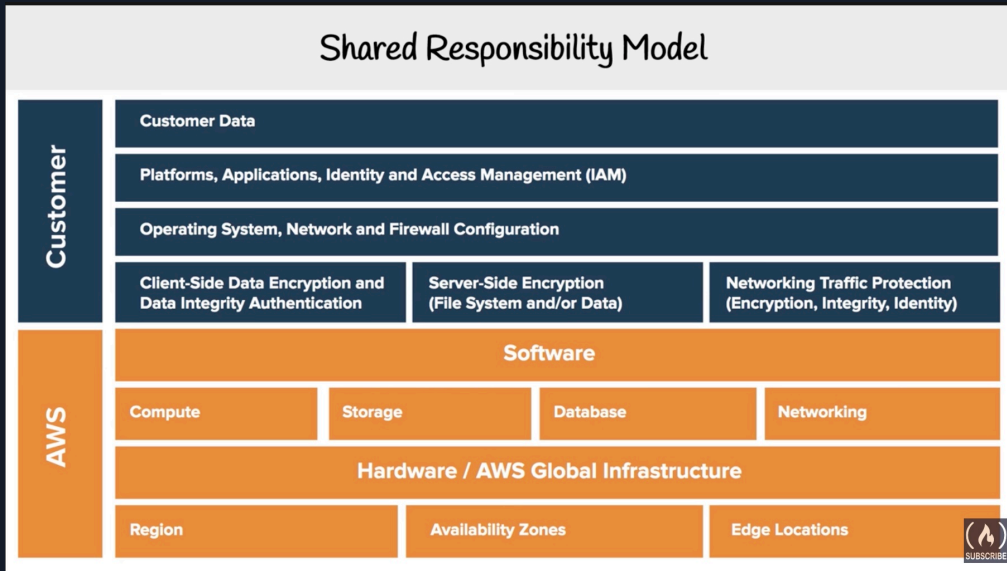 Shared Responsibility Model
Customer
Customer Data
Platforms, Applications, Identity and Access Management (IAM)
Operating System, Network and Firewall Configuration
Client-Side Data Encryption and
Data Integrity Authentication
Server-Side Encryption
(File System and/or Data)
Networking Traffic Protection
(Encryption, Integrity, Identity)
AWS
Software
Compute
Storage
Database
Networking
Hardware / AWS Global Infrastructure
Region
Availability Zones
Edge Locations
SUBSCRIBE